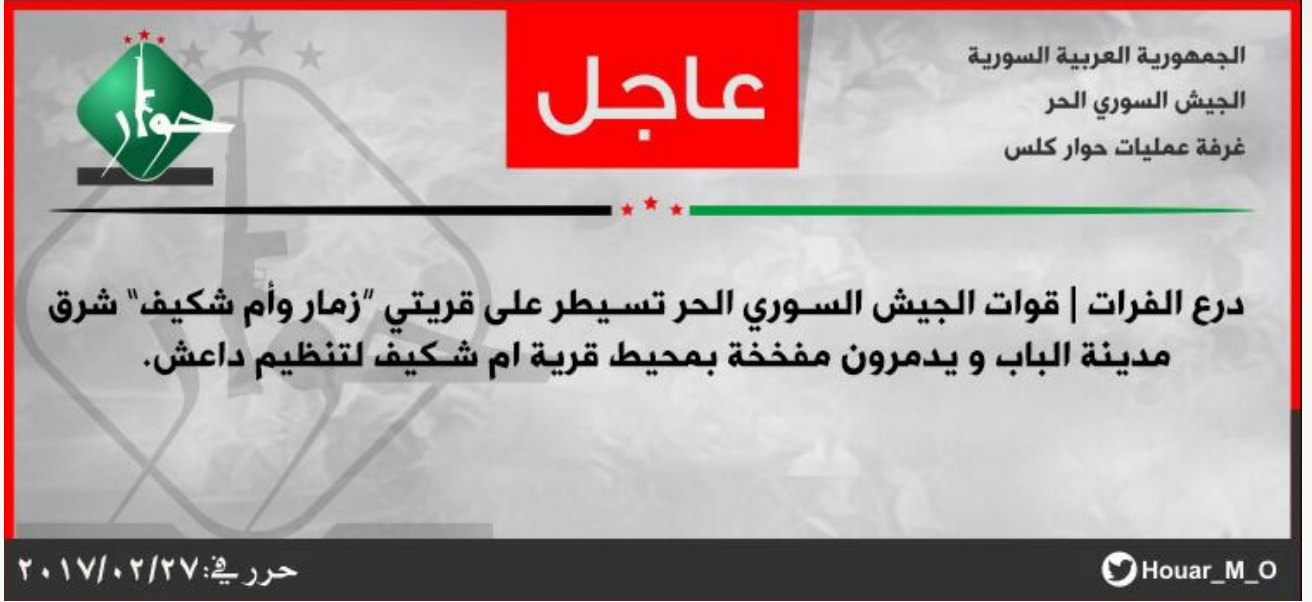 الجمهورية العربية السورية
الجيش السوري الحر
غرفة عمليات حوار كلس
عاجل
حوار
درع الفرات | قوات الجيش السوري الحر تسيطر على قريتي "زمار وأم شكيف" شرق
مدينة الباب و يدمرون مفخخة بمحيط قرية ام شكيف لتنظيم داعش.
Houar_M_O
حرر في: ٢٠١٧/٠٢/٢٧